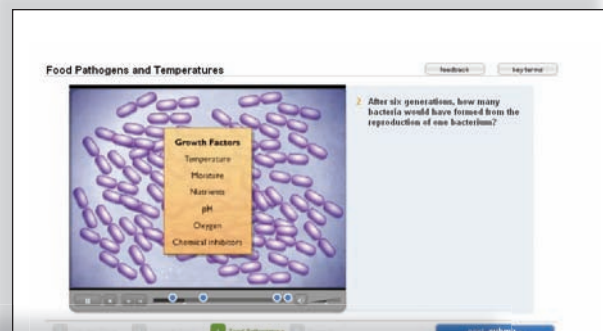 Food Pathogens and Temperatures
feedback
key terms
2 After six generations, how many
bacteria would have formed from the
reproduction of one bacterium?
Growth Factors
Temperature
Moisture
Nutrients
pH
Oxygen
Chemical inhibitors